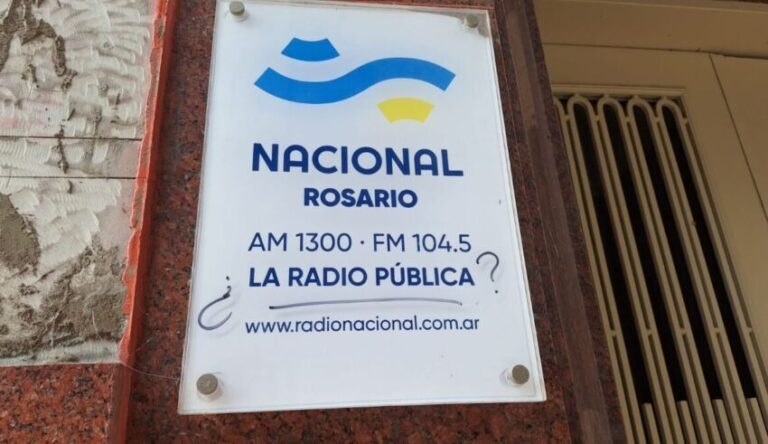 NACIONAL
ROSARIO
AM 1300 · FM 104.5
¿ LA RADIO PÚBLICA ?
www.radionacional.com.ar